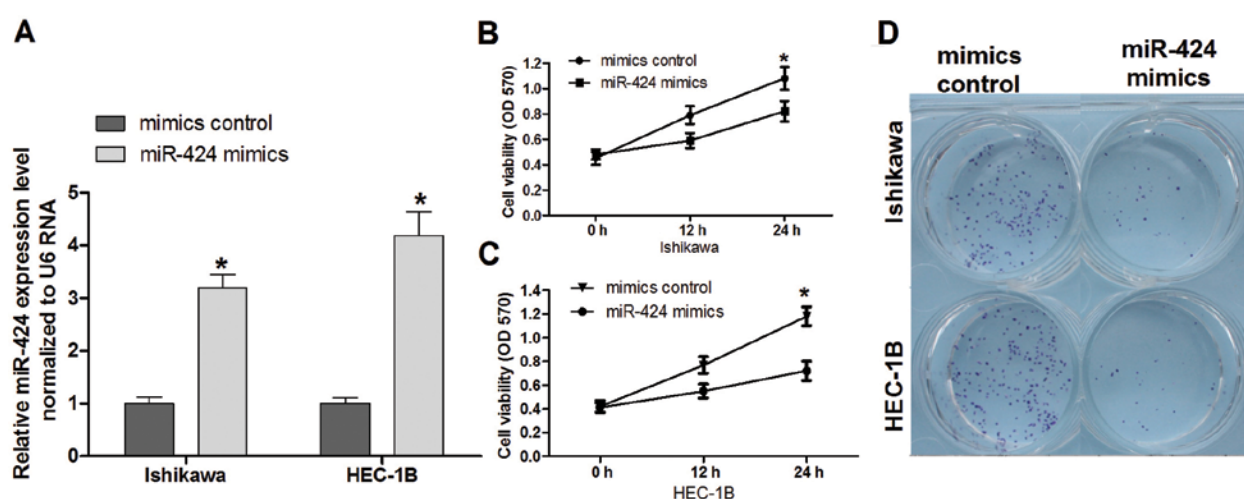 A
mimics control
miR-424 mimics
Relative miR-424 expression level
normalized to U6 RNA
5
4
3
2
1
0
*
*
Ishikawa
HEC-1B
B
mimics control
miR-424 mimics
*
Cell viability (OD 570)
1.2
1.0
0.8
0.6
0.4
0.2
0.0
0 h
12 h
24 h
Ishikawa
C
mimics control
miR-424 mimics
*
Cell viability (OD 570)
1.4
1.2
1.0
0.8
0.6
0.4
0.2
0.0
0 h
12 h
24 h
HEC-1B
D
mimics
control
miR-424
mimics
Ishikawa
HEC-1B